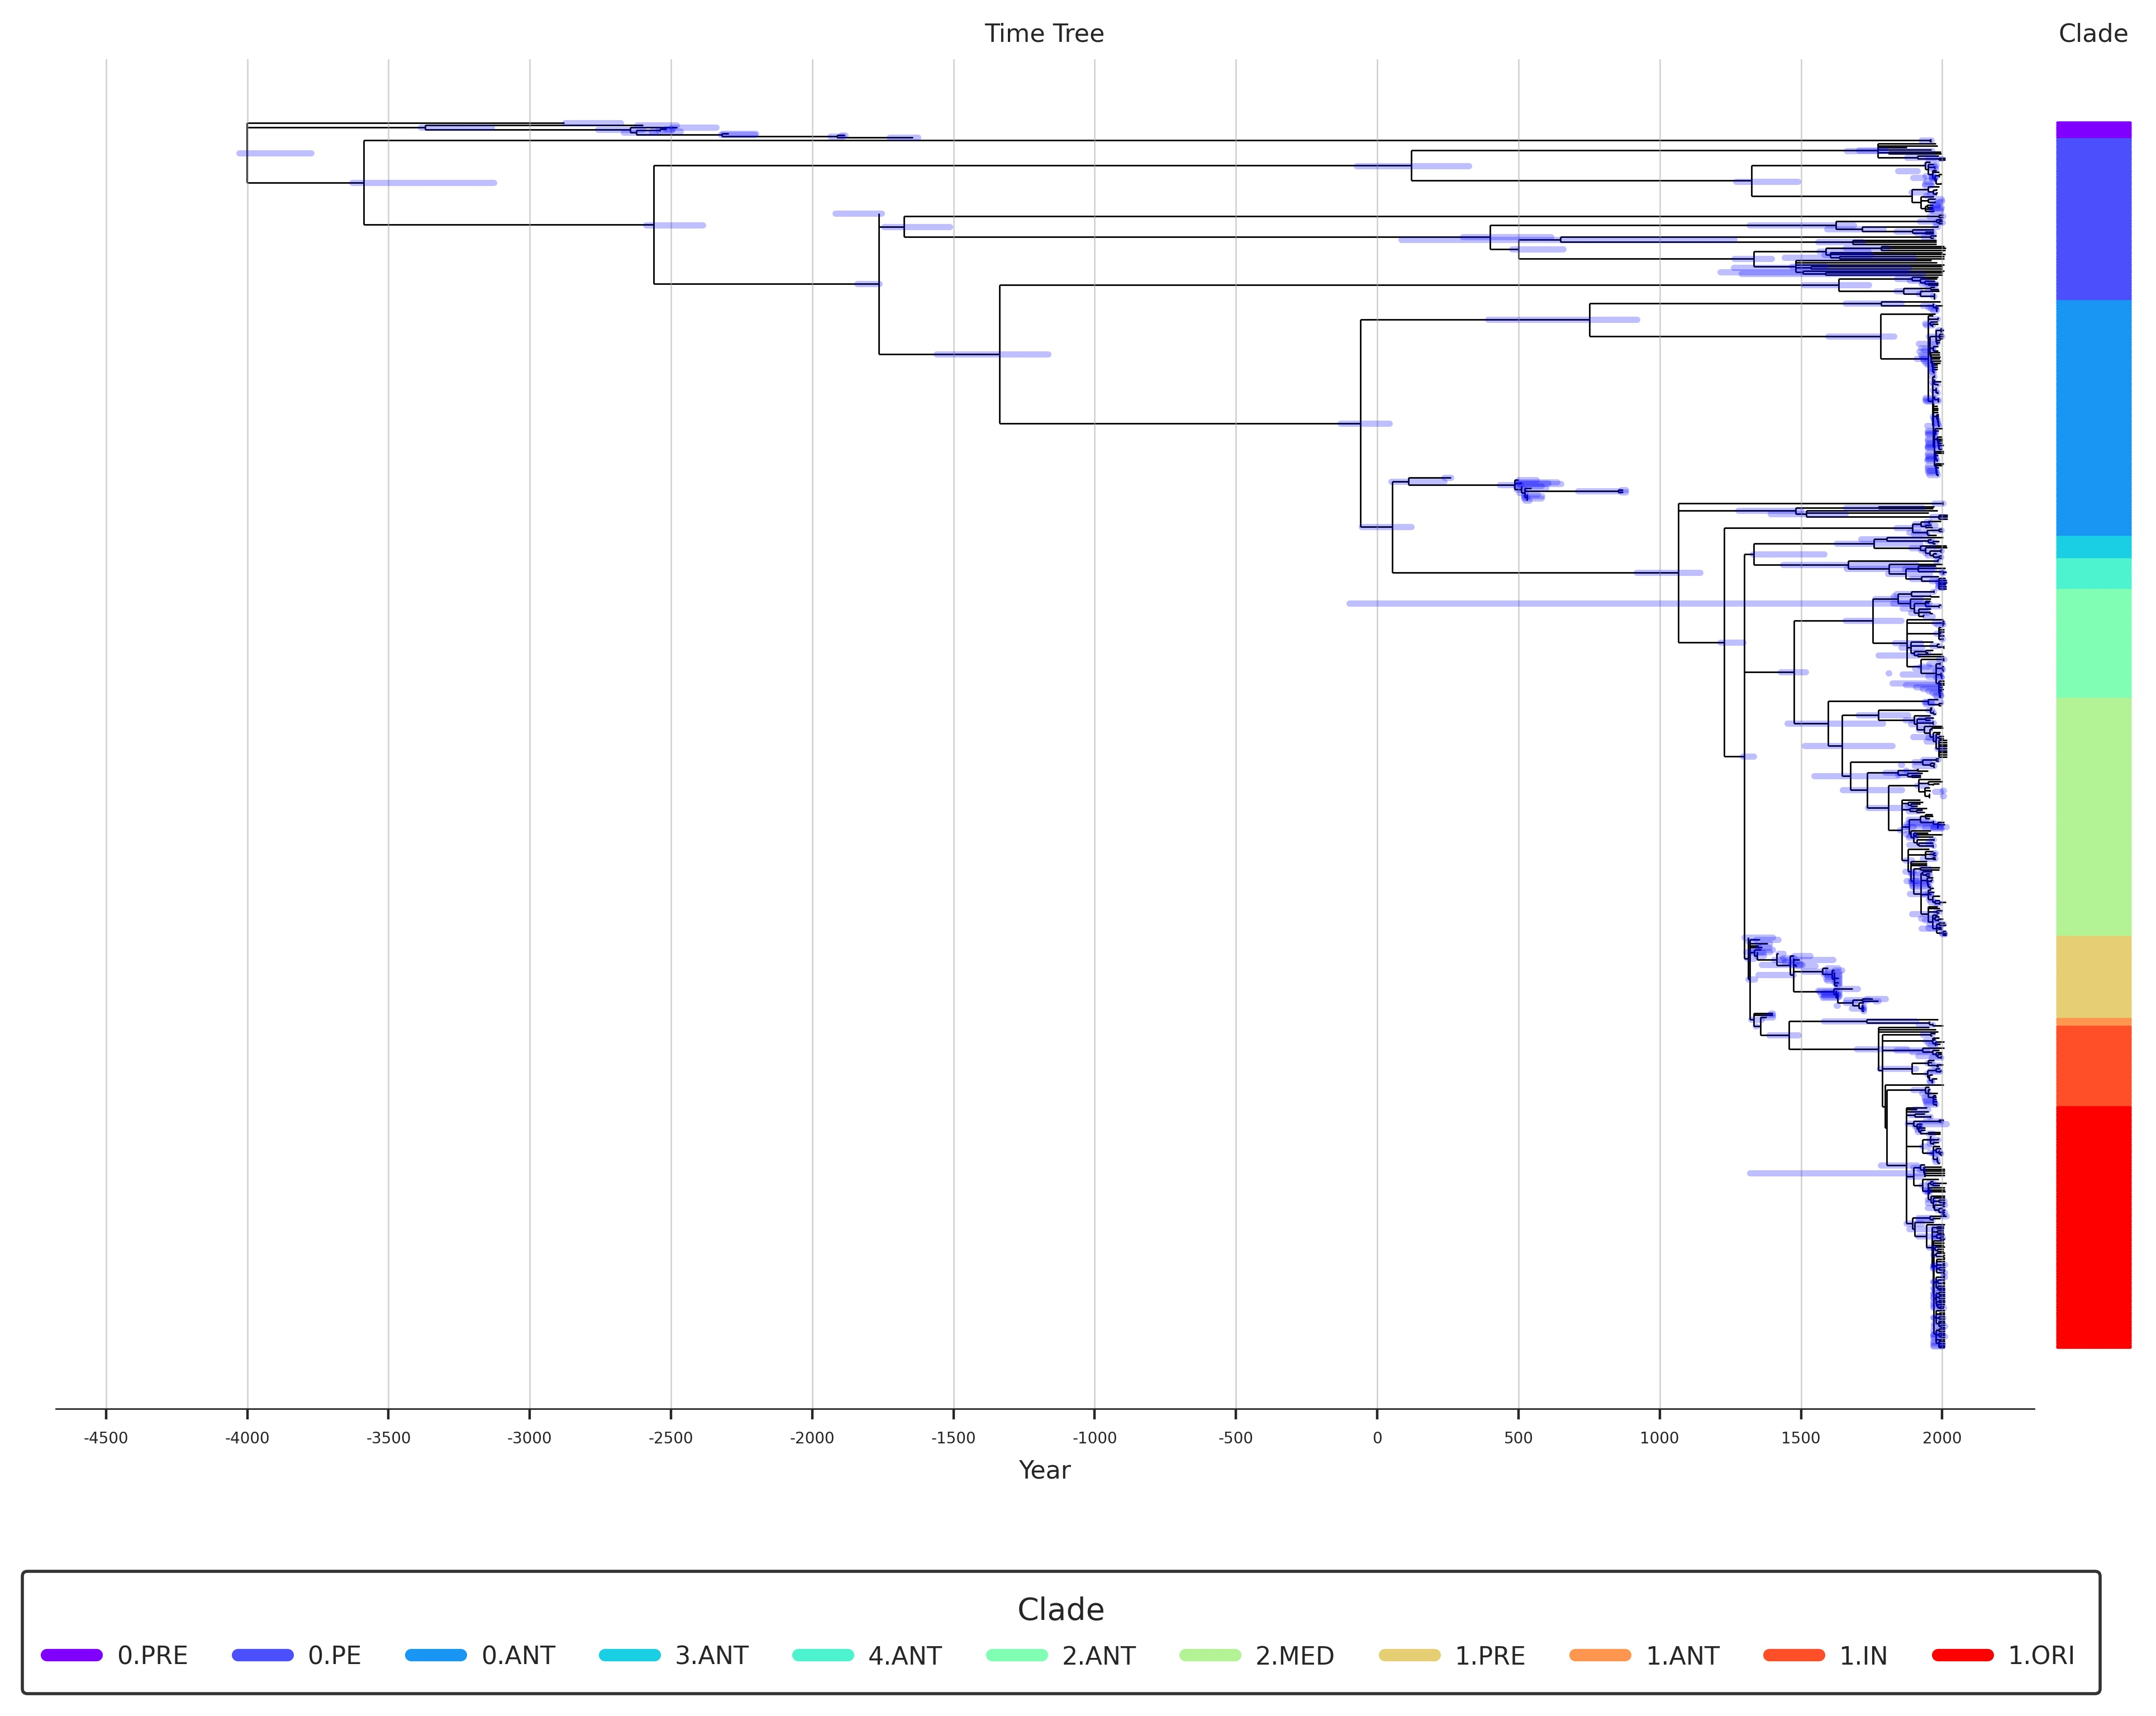 Time Tree
Clade
-4500 -4000 -3500 -3000 -2500 -2000 -1500 -1000 -500 0 500 1000 1500 2000
Year
Clade
0.PRE 0.PE 0.ANT 3.ANT 4.ANT 2.ANT 2.MED 1.PRE 1.ANT 1.IN 1.ORI